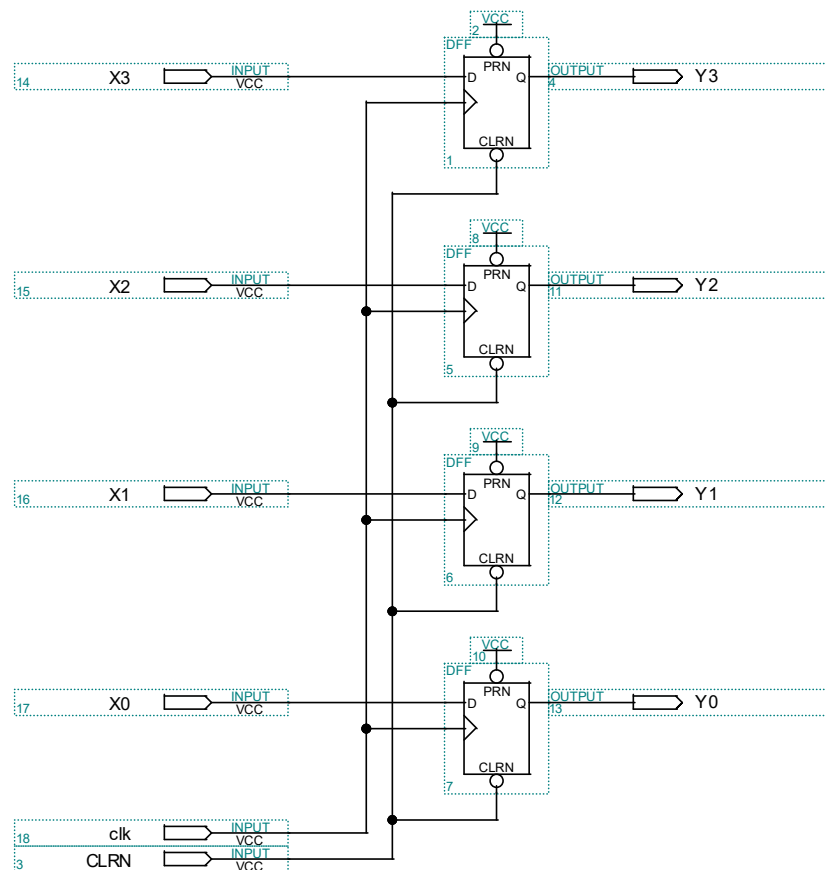 VCC
2
DFF
PRN
INPUT
OUTPUT
X3
D
Q
Y3
14
VCC
4
CLRN
1
VCC
8
DFF
PRN
INPUT
OUTPUT
X2
D
Q
Y2
15
VCC
11
CLRN
5
VCC
9
DFF
PRN
INPUT
OUTPUT
X1
D
Q
Y1
16
VCC
12
CLRN
6
VCC
10
DFF
PRN
INPUT
OUTPUT
X0
D
Q
Y0
17
VCC
13
CLRN
7
INPUT
clk
18
VCC
INPUT
CLRN
3
VCC